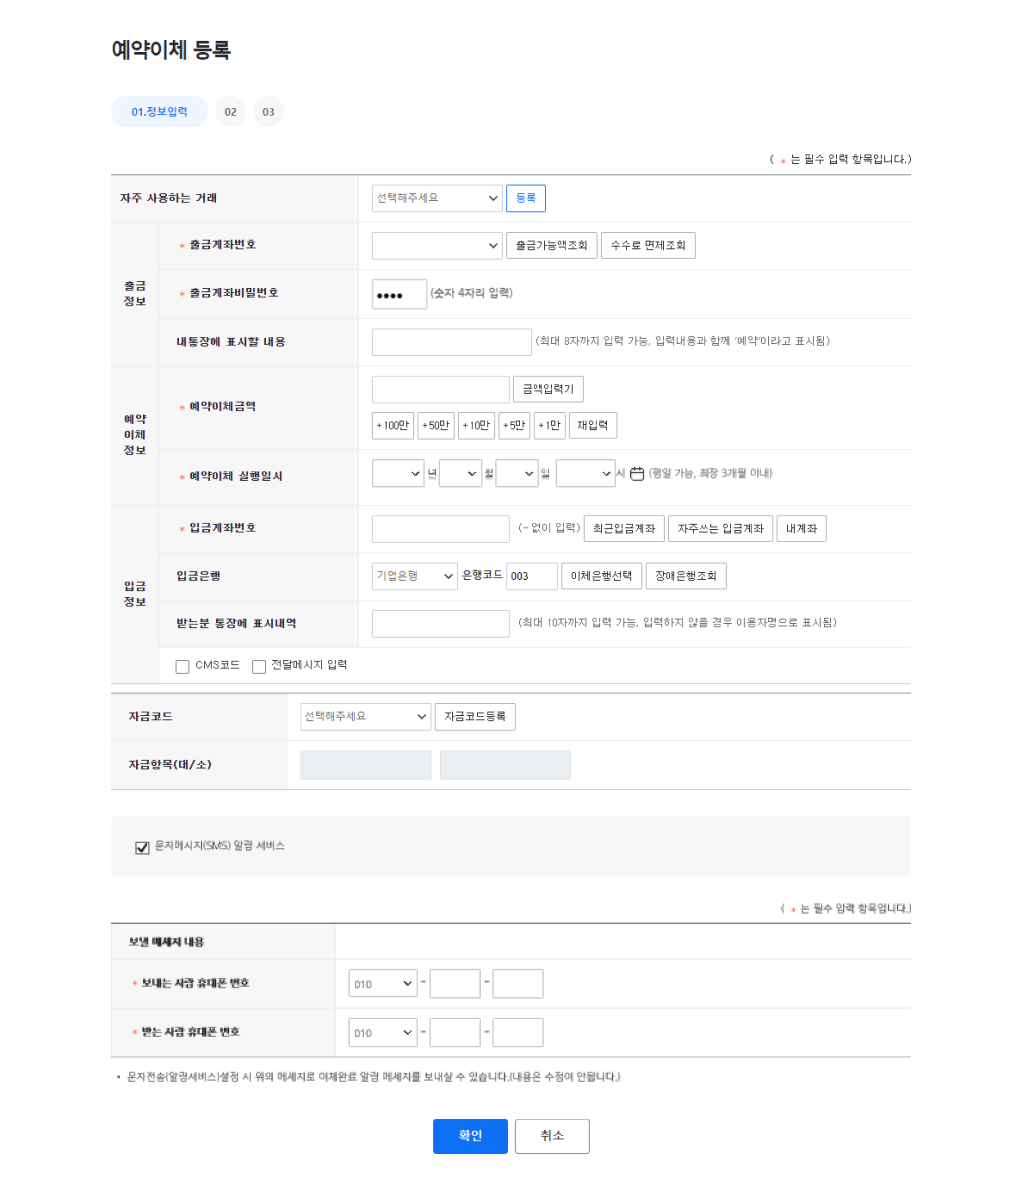 예약이체 등록
01.정보입력 02 03
( * 는 필수 입력 항목입니다.)
자주 사용하는 거래 선택해주세요 등록
출금
정보
* 출금계좌번호 출금가능액조회 수수료 면제조회
* 출금계좌비밀번호 •••• (숫자 4자리 입력)
내통장에 표시할 내용 (최대 8자까지 입력 가능, 입력내용과 함께 '예약'이라고 표시됨)
예약
이체
정보
* 예약이체금액 금액입력기
+100만 +50만 +10만 +5만 +1만 재입력
* 예약이체 실행일시 년 월 일 시 (평일 가능, 최장 3개월 이내)
입금
정보
* 입금계좌번호 (- 없이 입력) 최근입금계좌 자주쓰는 입금계좌 내계좌
입금은행 기업은행 은행코드 003 이체은행선택 장애은행조회
받는분 통장에 표시내역 (최대 10자까지 입력 가능, 입력하지 않을 경우 이용자명으로 표시됨)
CMS코드 전달메시지 입력
자금코드 선택해주세요 자금코드등록
자금항목(대/소)
문자메시지(SMS) 알림 서비스
( * 는 필수 입력 항목입니다.)
보낼 메세지 내용
* 보내는 사람 휴대폰 번호 010 - -
* 받는 사람 휴대폰 번호 010 - -
• 문자전송(알림서비스)설정 시 위의 메세지로 이체완료 알림 메세지를 보내실 수 있습니다.(내용은 수정이 안됩니다.)
확인 취소